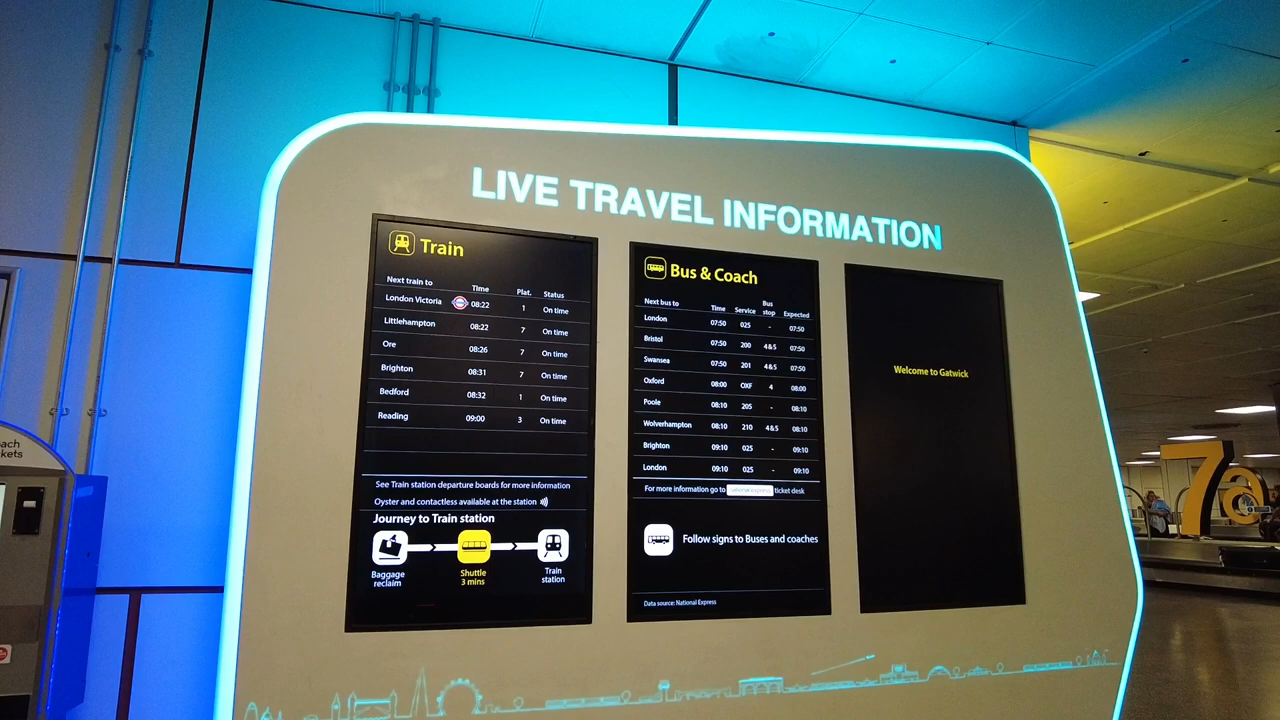 LIVE TRAVEL INFORMATION
Train
Next train to Time Plat. Status
London Victoria 08:22 1 On time
Littlehampton 08:22 7 On time
Ore 08:26 7 On time
Brighton 08:31 7 On time
Bedford 08:32 1 On time
Reading 09:00 3 On time
See Train station departure boards for more information
Oyster and contactless available at the station
Journey to Train station
Baggage reclaim
Shuttle 3 mins
Train station
Bus & Coach
Next bus to Time Service Bus stop Expected
London 07:50 025 - 07:50
Bristol 07:50 200 4&5 07:50
Swansea 07:50 201 4&5 07:50
Oxford 08:00 OXF 4 08:00
Poole 08:10 205 - 08:10
Wolverhampton 08:10 210 4&5 08:10
Brighton 09:10 025 - 09:10
London 09:10 025 - 09:10
For more information go to national express ticket desk
Follow signs to Buses and coaches
Data source: National Express
Welcome to Gatwick
7a